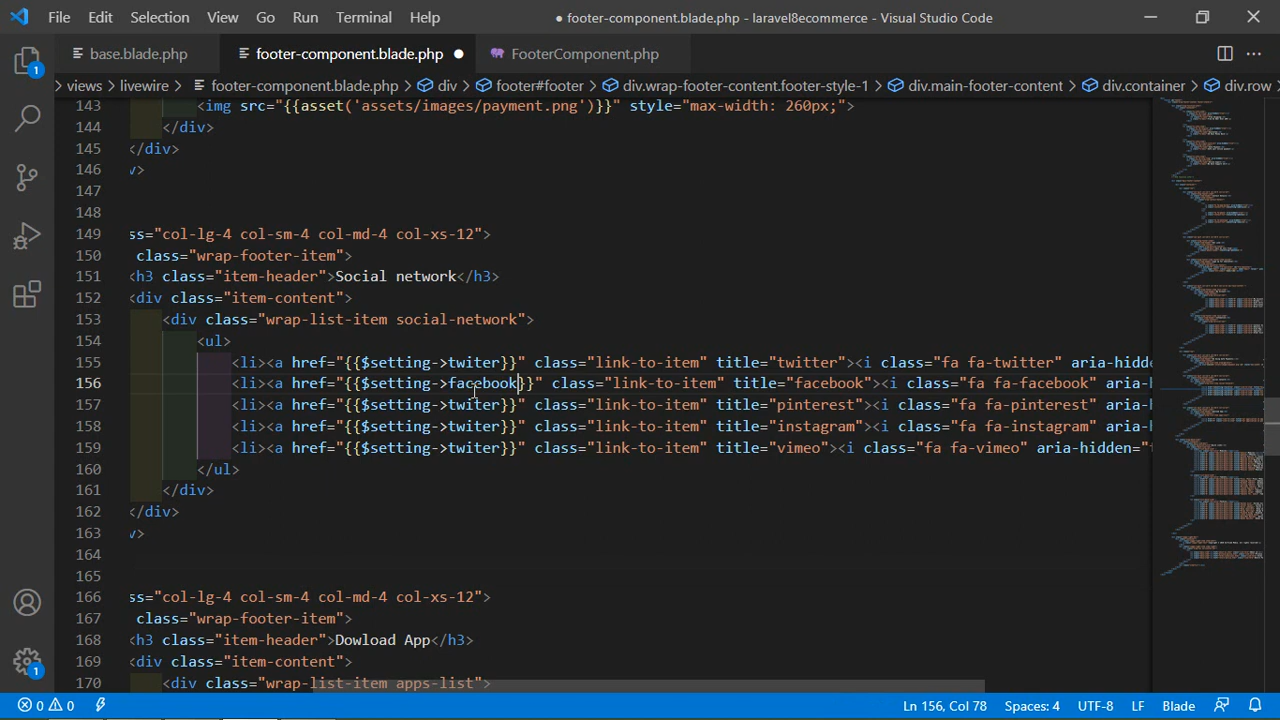 File Edit Selection View Go Run Terminal Help ● footer-component.blade.php - laravel8ecommerce - Visual Studio Code
base.blade.php footer-component.blade.php FooterComponent.php
views livewire footer-component.blade.php div footer#footer div.wrap-footer-content.footer-style-1 div.main-footer-content div.container div.row
143 <img src="{{asset('assets/images/payment.png')}}" style="max-width: 260px;">
144 </div>
145 </div>
146 v>
147
148
149 ss="col-lg-4 col-sm-4 col-md-4 col-xs-12">
150 class="wrap-footer-item">
151 <h3 class="item-header">Social network</h3>
152 <div class="item-content">
153 <div class="wrap-list-item social-network">
154 <ul>
155 <li><a href="{{$setting->twiter}}" class="link-to-item" title="twitter"><i class="fa fa-twitter" aria-hidde
156 <li><a href="{{$setting->facebook}}" class="link-to-item" title="facebook"><i class="fa fa-facebook" aria-h
157 <li><a href="{{$setting->twiter}}" class="link-to-item" title="pinterest"><i class="fa fa-pinterest" aria-h
158 <li><a href="{{$setting->twiter}}" class="link-to-item" title="instagram"><i class="fa fa-instagram" aria-h
159 <li><a href="{{$setting->twiter}}" class="link-to-item" title="vimeo"><i class="fa fa-vimeo" aria-hidden="t
160 </ul>
161 </div>
162 </div>
163 v>
164
165
166 ss="col-lg-4 col-sm-4 col-md-4 col-xs-12">
167 class="wrap-footer-item">
168 <h3 class="item-header">Dowload App</h3>
169 <div class="item-content">
170 <div class="wrap-list-item apps-list">
1
1
0 0 Ln 156, Col 78 Spaces: 4 UTF-8 LF Blade